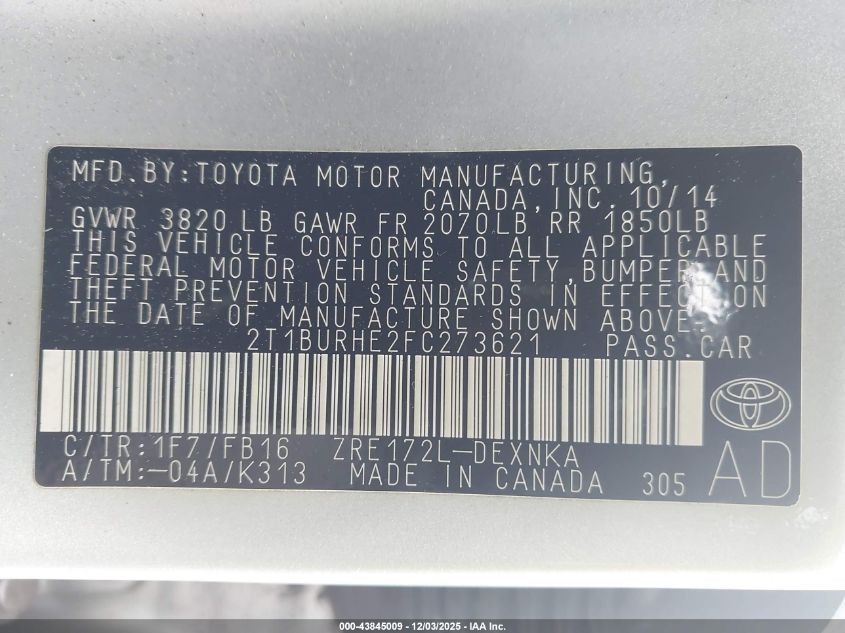 MFD.BY:TOYOTA MOTOR MANUFACTURING,
CANADA,INC. 10/14
GVWR 3820 LB GAWR FR 2070LB RR 1850LB
THIS VEHICLE CONFORMS TO ALL APPLICABLE
FEDERAL MOTOR VEHICLE SAFETY,BUMPER,AND
THEFT PREVENTION STANDARDS IN EFFECT ON
THE DATE OF MANUFACTURE SHOWN ABOVE.
2T1BURHE2FC273621 PASS.CAR
C/TR:1F7/FB16 ZRE172L-DEXNKA
A/TM:-04A/K313 MADE IN CANADA 305 AD
000-43845009 - 12/03/2025 - IAA Inc.